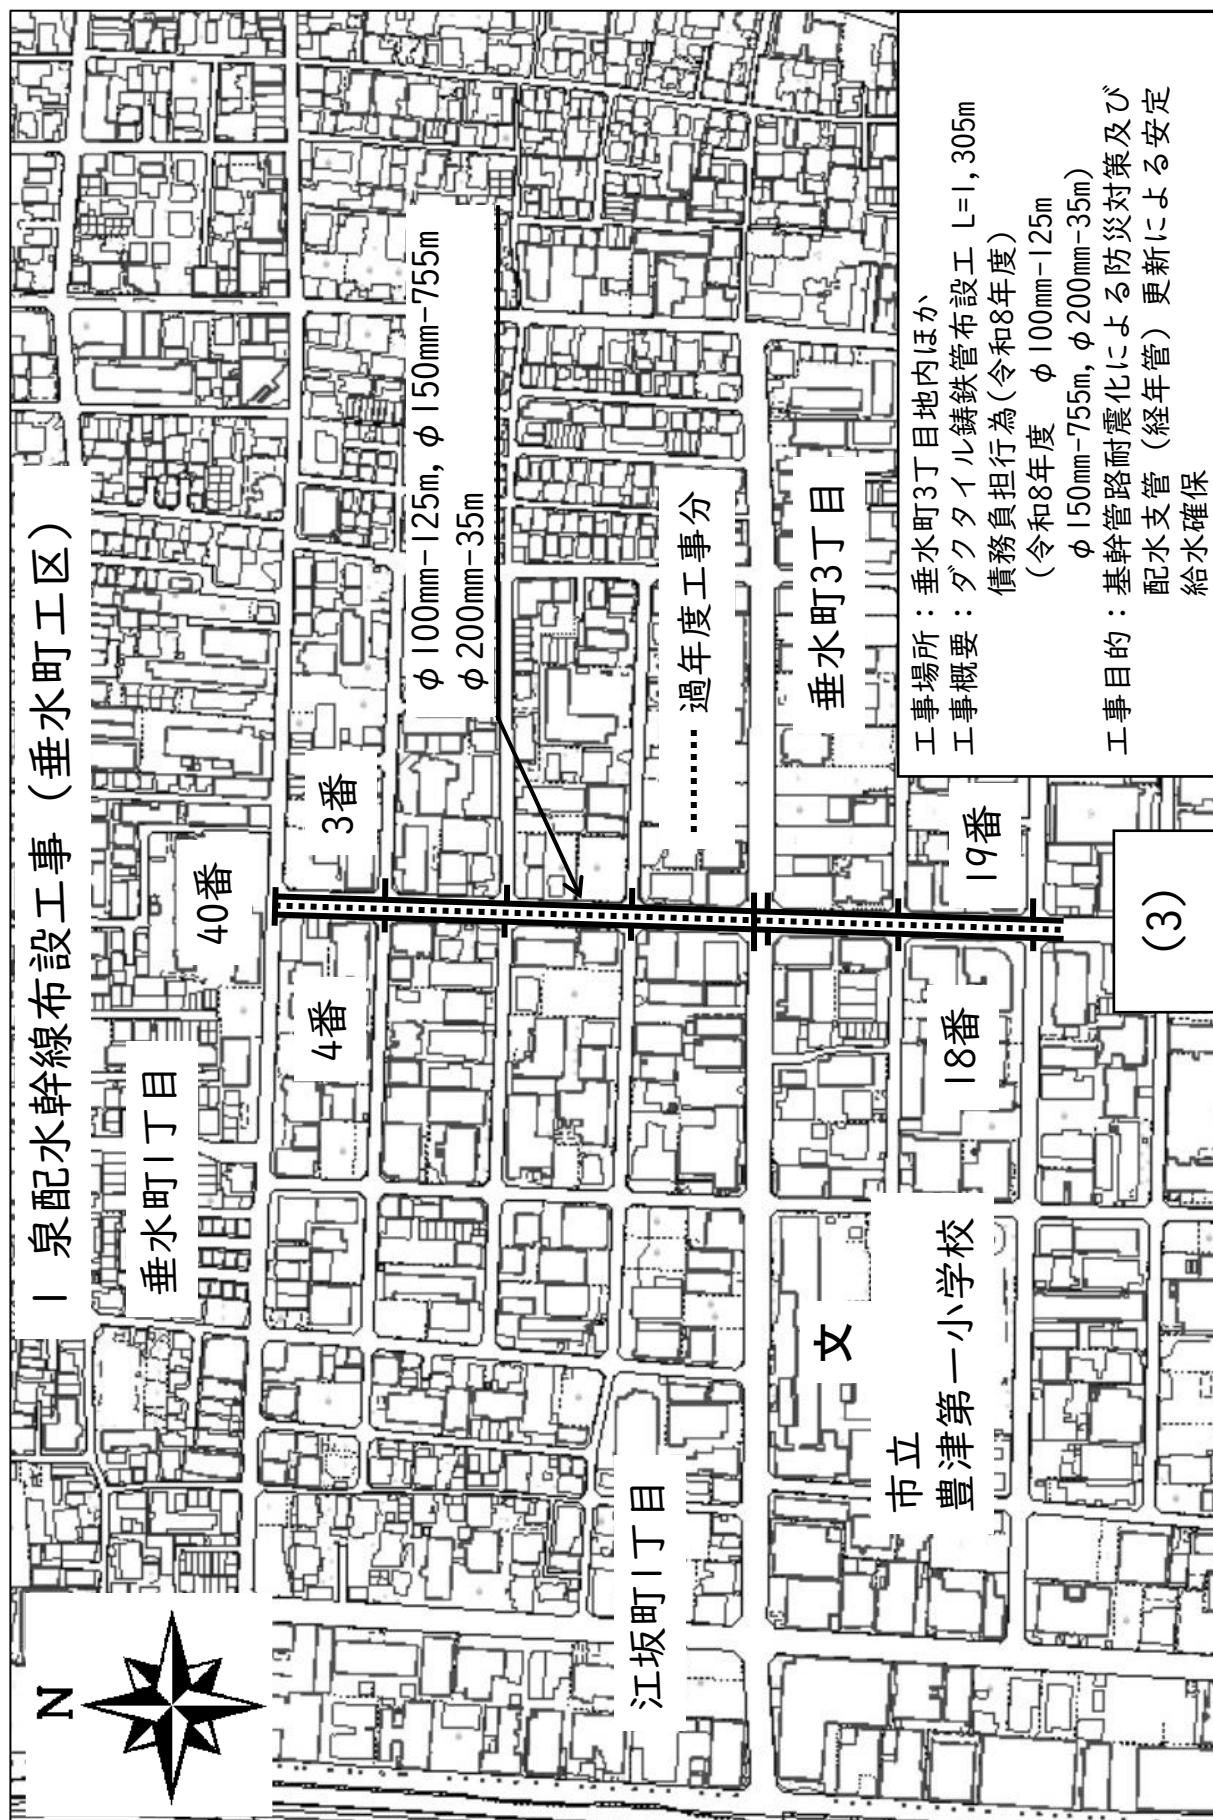 1 泉配水幹線布設工事（垂水町工区）
N
垂水町1丁目
40番
3番
4番
φ100mm-125m, φ150mm-755m
φ200mm-35m
過年度工事分
江坂町1丁目
垂水町3丁目
文
市立
豊津第一小学校
18番
19番
工事場所：垂水町3丁目地内ほか
工事概要：ダクタイル鋳鉄管布設工 L=1,305m
債務負担行為(令和8年度)
(令和8年度 φ100mm-125m
φ150mm-755m, φ200mm-35m)
工事目的：基幹管路耐震化による防災対策及び
配水支管（経年管）更新による安定
給水確保
(3)